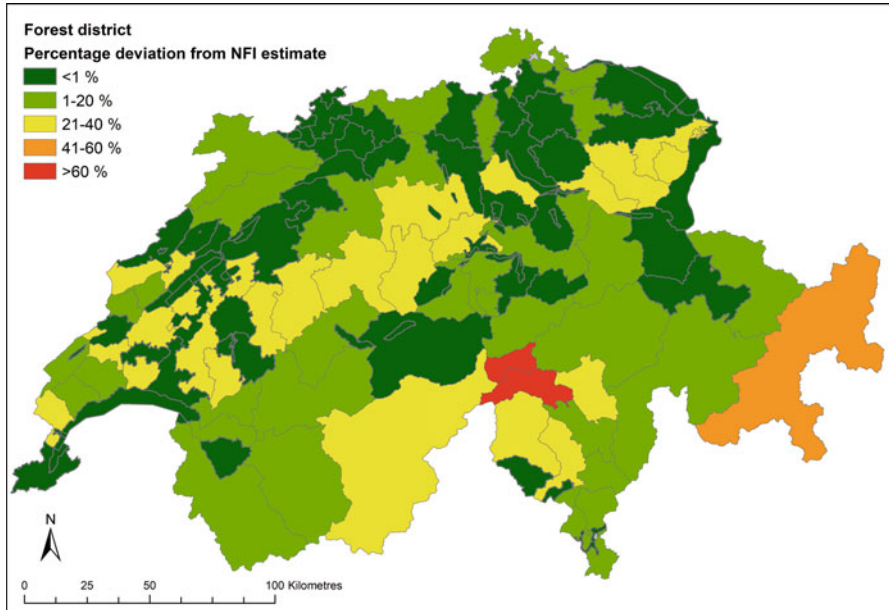 Forest district
Percentage deviation from NFI estimate
<1 %
1-20 %
21-40 %
41-60 %
>60 %
N
0 25 50 100 Kilometres